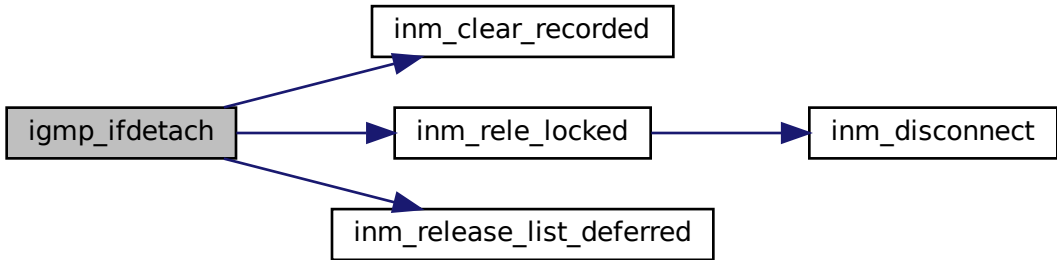 inm_clear_recorded
igmp_ifdetach
inm_rele_locked
inm_disconnect
inm_release_list_deferred